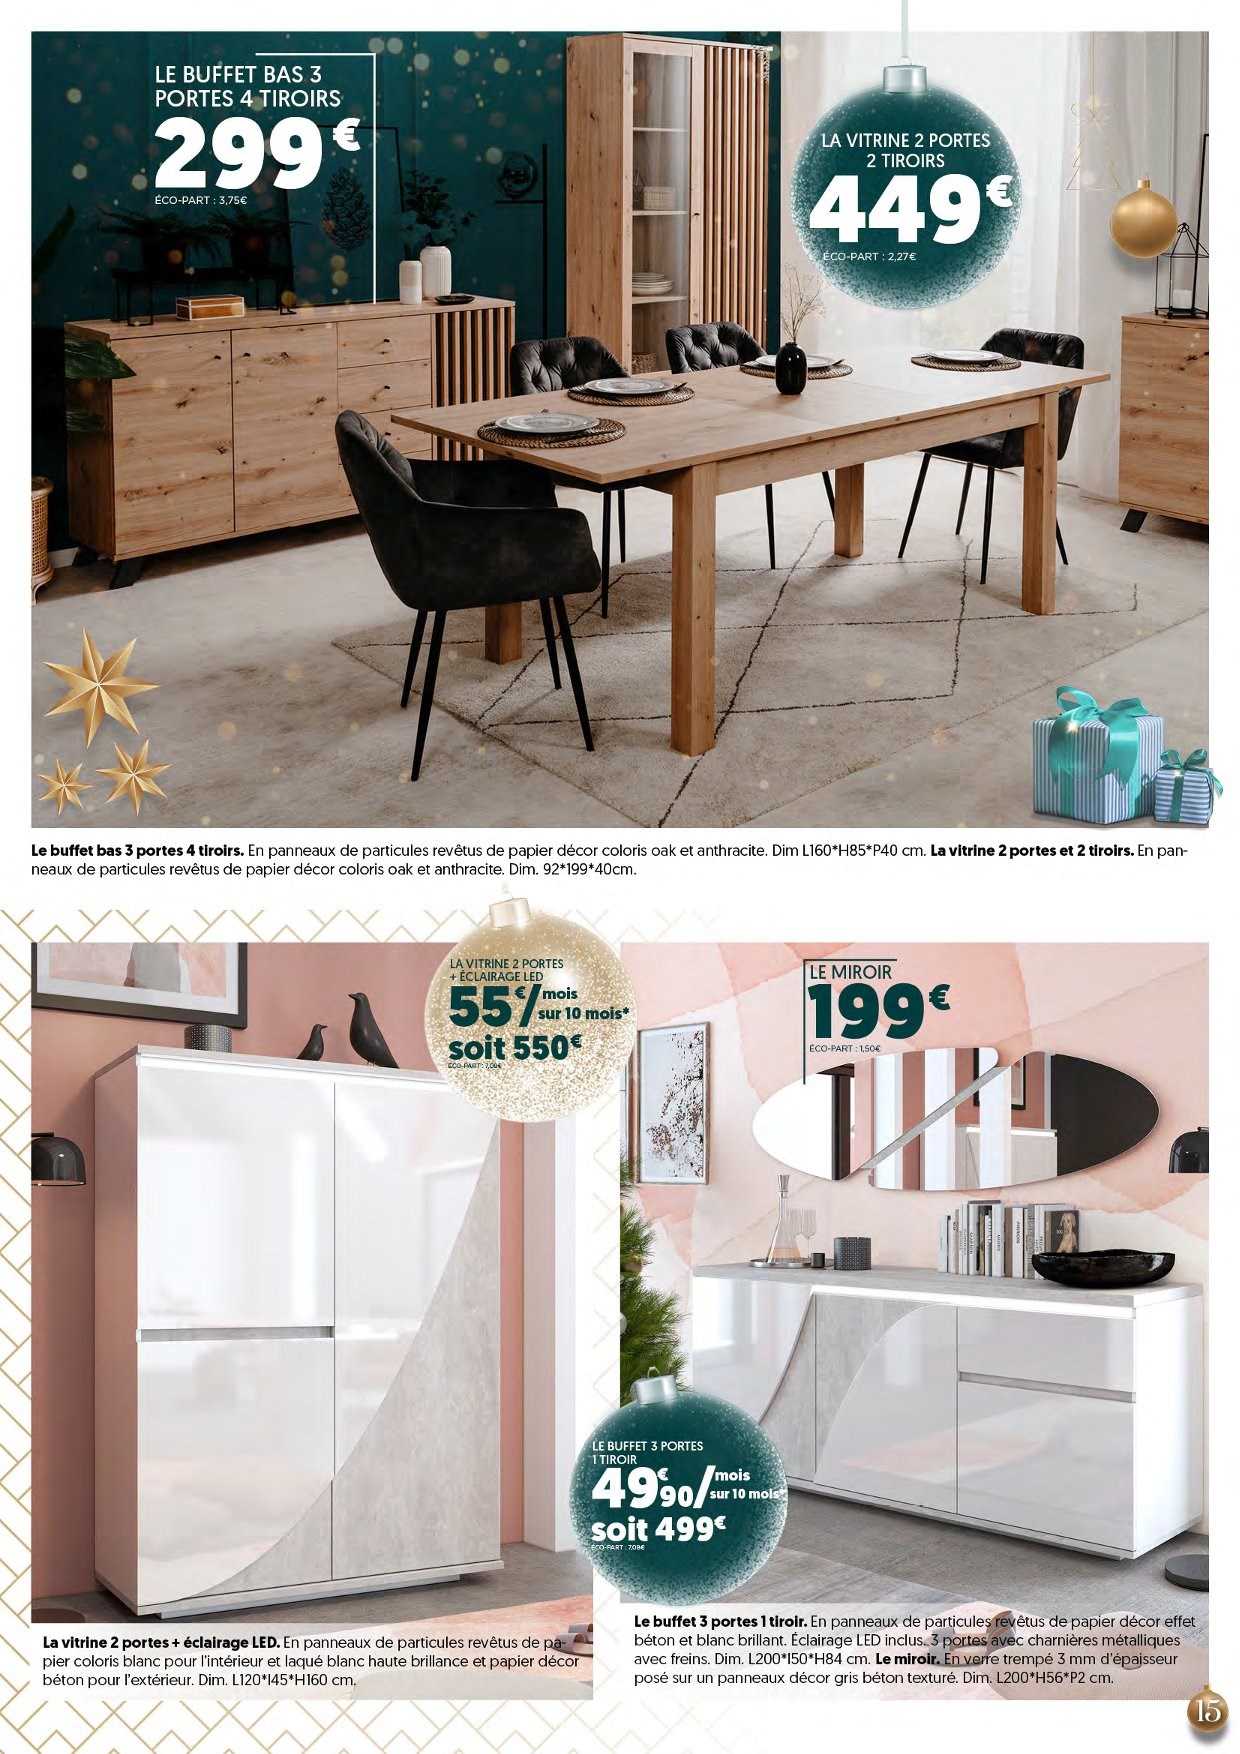 LE BUFFET BAS 3
PORTES 4 TIROIRS
299€
ÉCO-PART : 3,75€
LA VITRINE 2 PORTES
2 TIROIRS
449€
ÉCO-PART : 2,27€
Le buffet bas 3 portes 4 tiroirs. En panneaux de particules revêtus de papier décor coloris oak et anthracite. Dim L160*H85*P40 cm. La vitrine 2 portes et 2 tiroirs. En pan-
neaux de particules revêtus de papier décor coloris oak et anthracite. Dim. 92*199*40cm.
LA VITRINE 2 PORTES
+ ÉCLAIRAGE LED
55€/mois
sur 10 mois*
soit 550€
ÉCO-PART : 7,00€
LE MIROIR
199€
ÉCO-PART : 1,50€
LE BUFFET 3 PORTES
1 TIROIR
49€90/mois
sur 10 mois*
soit 499€
La vitrine 2 portes + éclairage LED. En panneaux de particules revêtus de pa-
pier coloris blanc pour l'intérieur et laqué blanc haute brillance et papier décor
béton pour l'extérieur. Dim. L120*l45*H160 cm.
Le buffet 3 portes 1 tiroir. En panneaux de particules revêtus de papier décor effet
béton et blanc brillant. Éclairage LED inclus. 3 portes avec charnières métalliques
avec freins. Dim. L200*l50*H84 cm. Le miroir. En verre trempé 3 mm d'épaisseur
posé sur un panneaux décor gris béton texturé. Dim. L200*H56*P2 cm.
15